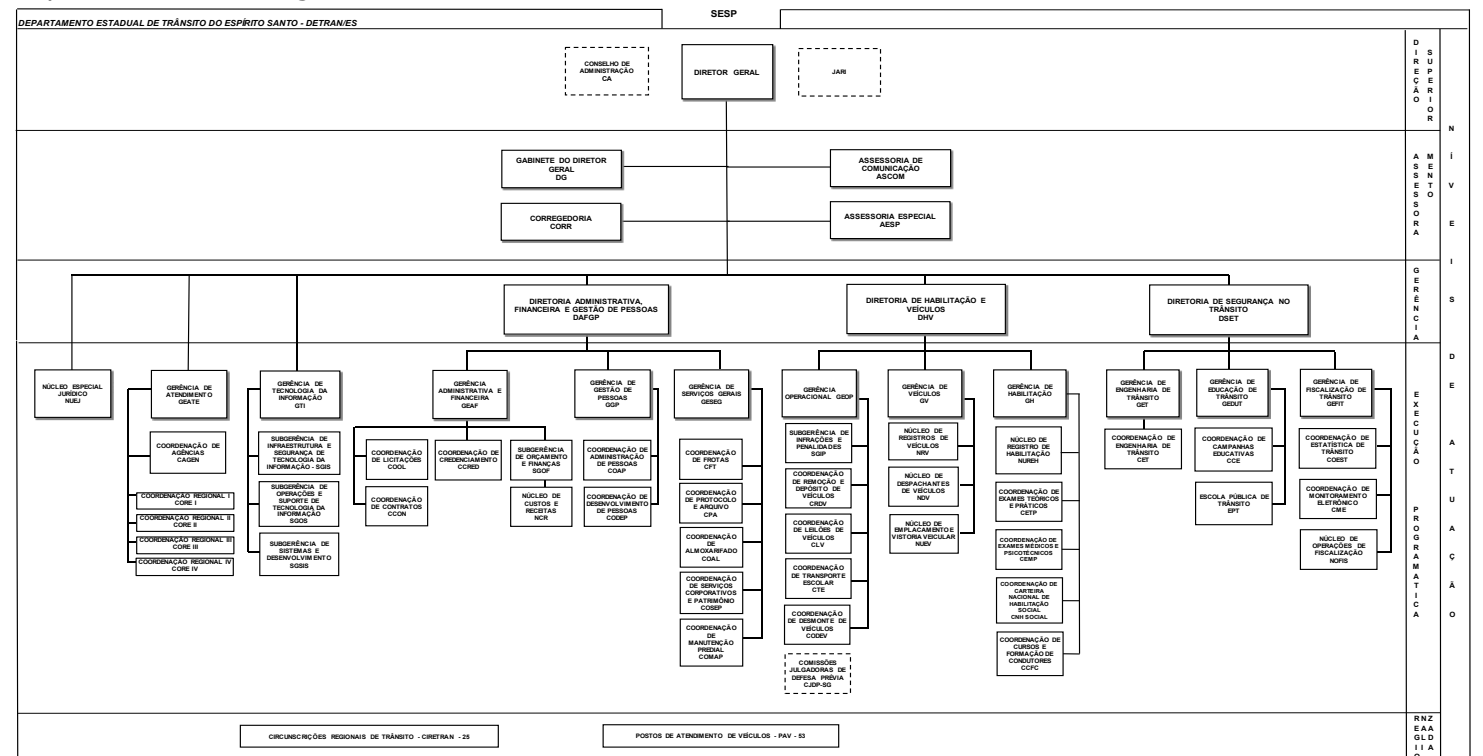 SESP
DEPARTAMENTO ESTADUAL DE TRÂNSITO DO ESPÍRITO SANTO - DETRAN/ES
CONSELHO DE
ADMINISTRAÇÃO
CA
DIRETOR GERAL
JARI
DIREÇÃO
SUPERIOR
GABINETE DO DIRETOR
GERAL
DG
ASSESSORIA DE
COMUNICAÇÃO
ASCOM
CORREGEDORIA
CORR
ASSESSORIA ESPECIAL
AESP
ASSESSORA
MENTO
DIRETORIA ADMINISTRATIVA,
FINANCEIRA E GESTÃO DE PESSOAS
DAFGP
DIRETORIA DE HABILITAÇÃO E
VEÍCULOS
DHV
DIRETORIA DE SEGURANÇA NO
TRÂNSITO
DSET
GERÊNCIA
NÚCLEO ESPECIAL
JURÍDICO
NUEJ
GERÊNCIA DE
ATENDIMENTO
GEATE
COORDENAÇÃO DE
AGÊNCIAS
CAGEN
COORDENAÇÃO REGIONAL I
CORE I
COORDENAÇÃO REGIONAL II
CORE II
COORDENAÇÃO REGIONAL III
CORE III
COORDENAÇÃO REGIONAL IV
CORE IV
GERÊNCIA DE
TECNOLOGIA DA
INFORMAÇÃO
GTI
SUBGERÊNCIA DE
INFRAESTRUTURA E
SEGURANÇA DE
TECNOLOGIA DA
INFORMAÇÃO - SGIS
SUBGERÊNCIA DE
OPERAÇÕES E
SUPORTE DE
TECNOLOGIA DA
INFORMAÇÃO
SGOS
SUBGERÊNCIA DE
SISTEMAS E
DESENVOLVIMENTO
SGSIS
GERÊNCIA
ADMINISTRATIVA E
FINANCEIRA
GEAF
COORDENAÇÃO
DE LICITAÇÕES
COOL
COORDENAÇÃO
DE CONTRATOS
CCON
COORDENAÇÃO DE
CREDENCIAMENTO
CCRED
SUBGERÊNCIA
DE ORÇAMENTO
E FINANÇAS
SGOF
NÚCLEO DE
CUSTOS E
RECEITAS
NCR
GERÊNCIA DE
GESTÃO DE
PESSOAS
GGP
COORDENAÇÃO DE
ADMINISTRAÇÃO
DE PESSOAS
COAP
COORDENAÇÃO DE
DESENVOLVIMENTO
DE PESSOAS
CODEP
GERÊNCIA DE
SERVIÇOS GERAIS
GESEG
COORDENAÇÃO
DE FROTAS
CFT
COORDENAÇÃO
DE PROTOCOLO
E ARQUIVO
CPA
COORDENAÇÃO
DE
ALMOXARIFADO
COAL
COORDENAÇÃO
DE SERVIÇOS
CORPORATIVOS
E PATRIMÔNIO
COSEP
COORDENAÇÃO
DE
MANUTENÇÃO
PREDIAL
COMAP
GERÊNCIA
OPERACIONAL GEOP
SUBGERÊNCIA DE
INFRAÇÕES E
PENALIDADES
SGIP
COORDENAÇÃO
DE REMOÇÃO E
DEPÓSITO DE
VEÍCULOS
CRDV
COORDENAÇÃO
DE LEILÕES DE
VEÍCULOS
CLV
COORDENAÇÃO
DE TRANSPORTE
ESCOLAR
CTE
COORDENAÇÃO
DE DESMONTE DE
VEÍCULOS
CODEV
COMISSÕES
JULGADORAS DE
DEFESA PRÉVIA
CJDP-SG
GERÊNCIA DE
VEÍCULOS
GV
NÚCLEO DE
REGISTROS DE
VEÍCULOS
NRV
NÚCLEO DE
DESPACHANTES
DE VEÍCULOS
NDV
NÚCLEO DE
EMPLACAMENTO E
VISTORIA VEICULAR
NUEV
GERÊNCIA DE
HABILITAÇÃO
GH
NÚCLEO DE
REGISTRO DE
HABILITAÇÃO
NUREH
COORDENAÇÃO DE
EXAMES TEÓRICOS
E PRÁTICOS
CETP
COORDENAÇÃO DE
EXAMES MÉDICOS E
PSICOTÉCNICOS
CEMP
COORDENAÇÃO DE
CARTEIRA
NACIONAL DE
HABILITAÇÃO
SOCIAL
CNH SOCIAL
COORDENAÇÃO DE
CURSOS E
FORMAÇÃO DE
CONDUTORES
CCFC
GERÊNCIA DE
ENGENHARIA DE
TRÂNSITO
GET
COORDENAÇÃO DE
ENGENHARIA DE
TRÂNSITO
CET
GERÊNCIA DE
EDUCAÇÃO DE
TRÂNSITO
GEDUT
COORDENAÇÃO DE
CAMPANHAS
EDUCATIVAS
CCE
ESCOLA PÚBLICA DE
TRÂNSITO
EPT
GERÊNCIA DE
FISCALIZAÇÃO DE
TRÂNSITO
GEFIT
COORDENAÇÃO DE
ESTATÍSTICA DE
TRÂNSITO
COEST
COORDENAÇÃO DE
MONITORAMENTO
ELETRÔNICO
CME
NÚCLEO DE
OPERAÇÕES DE
FISCALIZAÇÃO
NOFIS
EXECUÇÃO
PROGRAMATICA
NÍVEIS DE ATUAÇÃO
CIRCUNSCRIÇÕES REGIONAIS DE TRÂNSITO - CIRETRAN - 25
POSTOS DE ATENDIMENTO DE VEÍCULOS - PAV - 53